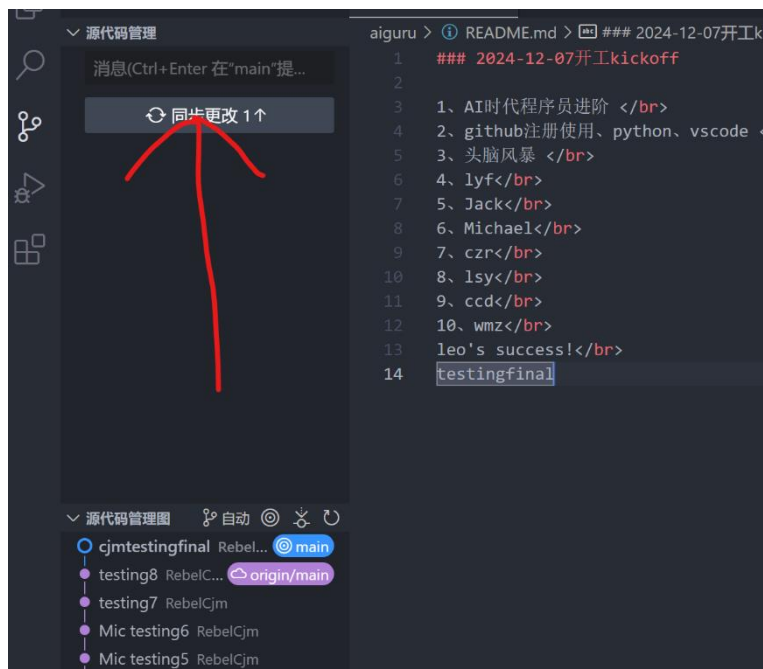 源代码管理
消息(Ctrl+Enter 在"main"提...
同步更改 1↑
aiguru > README.md > ### 2024-12-07开工k
1 ### 2024-12-07开工kickoff
2
3 1、AI时代程序员进阶 </br>
4 2、github注册使用、python、vscode <
5 3、头脑风暴 </br>
6 4、lyf</br>
7 5、Jack</br>
8 6、Michael</br>
9 7、czr</br>
10 8、lsy</br>
11 9、ccd</br>
12 10、wmz</br>
13 leo's success!</br>
14 testingfinal
源代码管理图 自动
cjmtestingfinal Rebel... main
testing8 RebelC... origin/main
testing7 RebelCjm
Mic testing6 RebelCjm
Mic testing5 RebelCjm